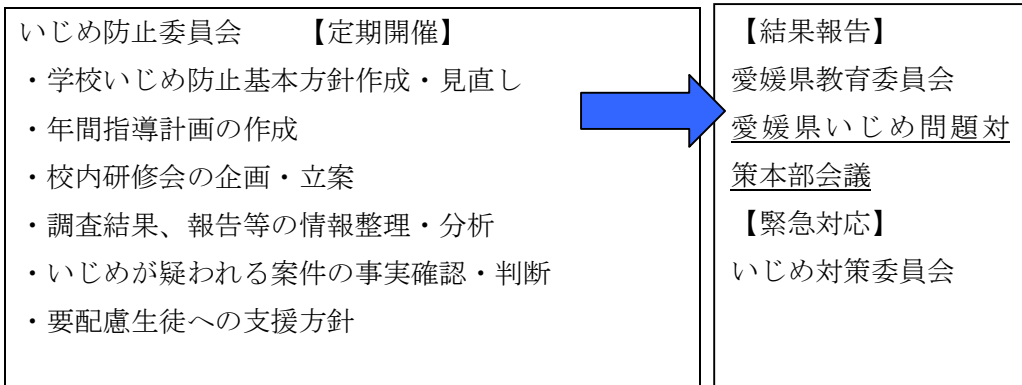 いじめ防止委員会　　【定期開催】
・学校いじめ防止基本方針作成・見直し
・年間指導計画の作成
・校内研修会の企画・立案
・調査結果、報告等の情報整理・分析
・いじめが疑われる案件の事実確認・判断
・要配慮生徒への支援方針
【結果報告】
愛媛県教育委員会
愛媛県いじめ問題対
策本部会議
【緊急対応】
いじめ対策委員会